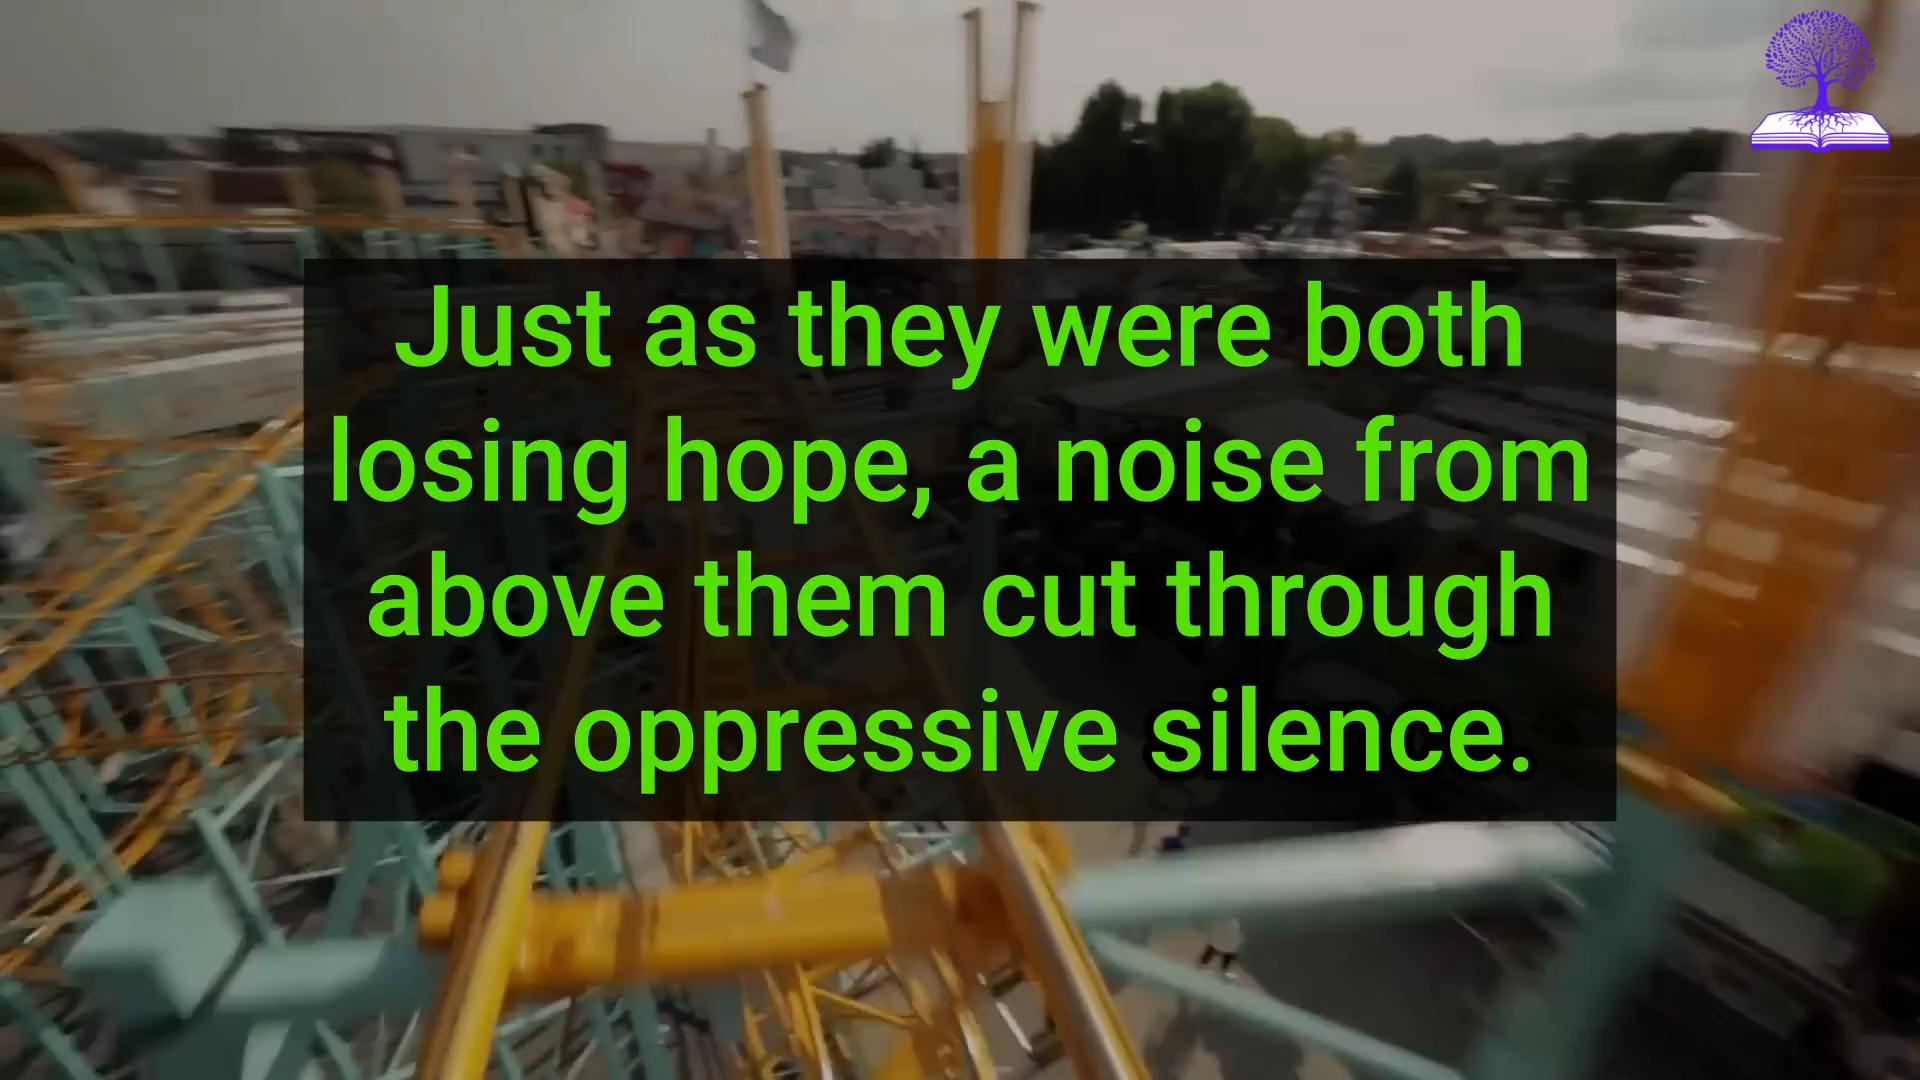 Just as they were both
losing hope, a noise from
above them cut through
the oppressive silence.